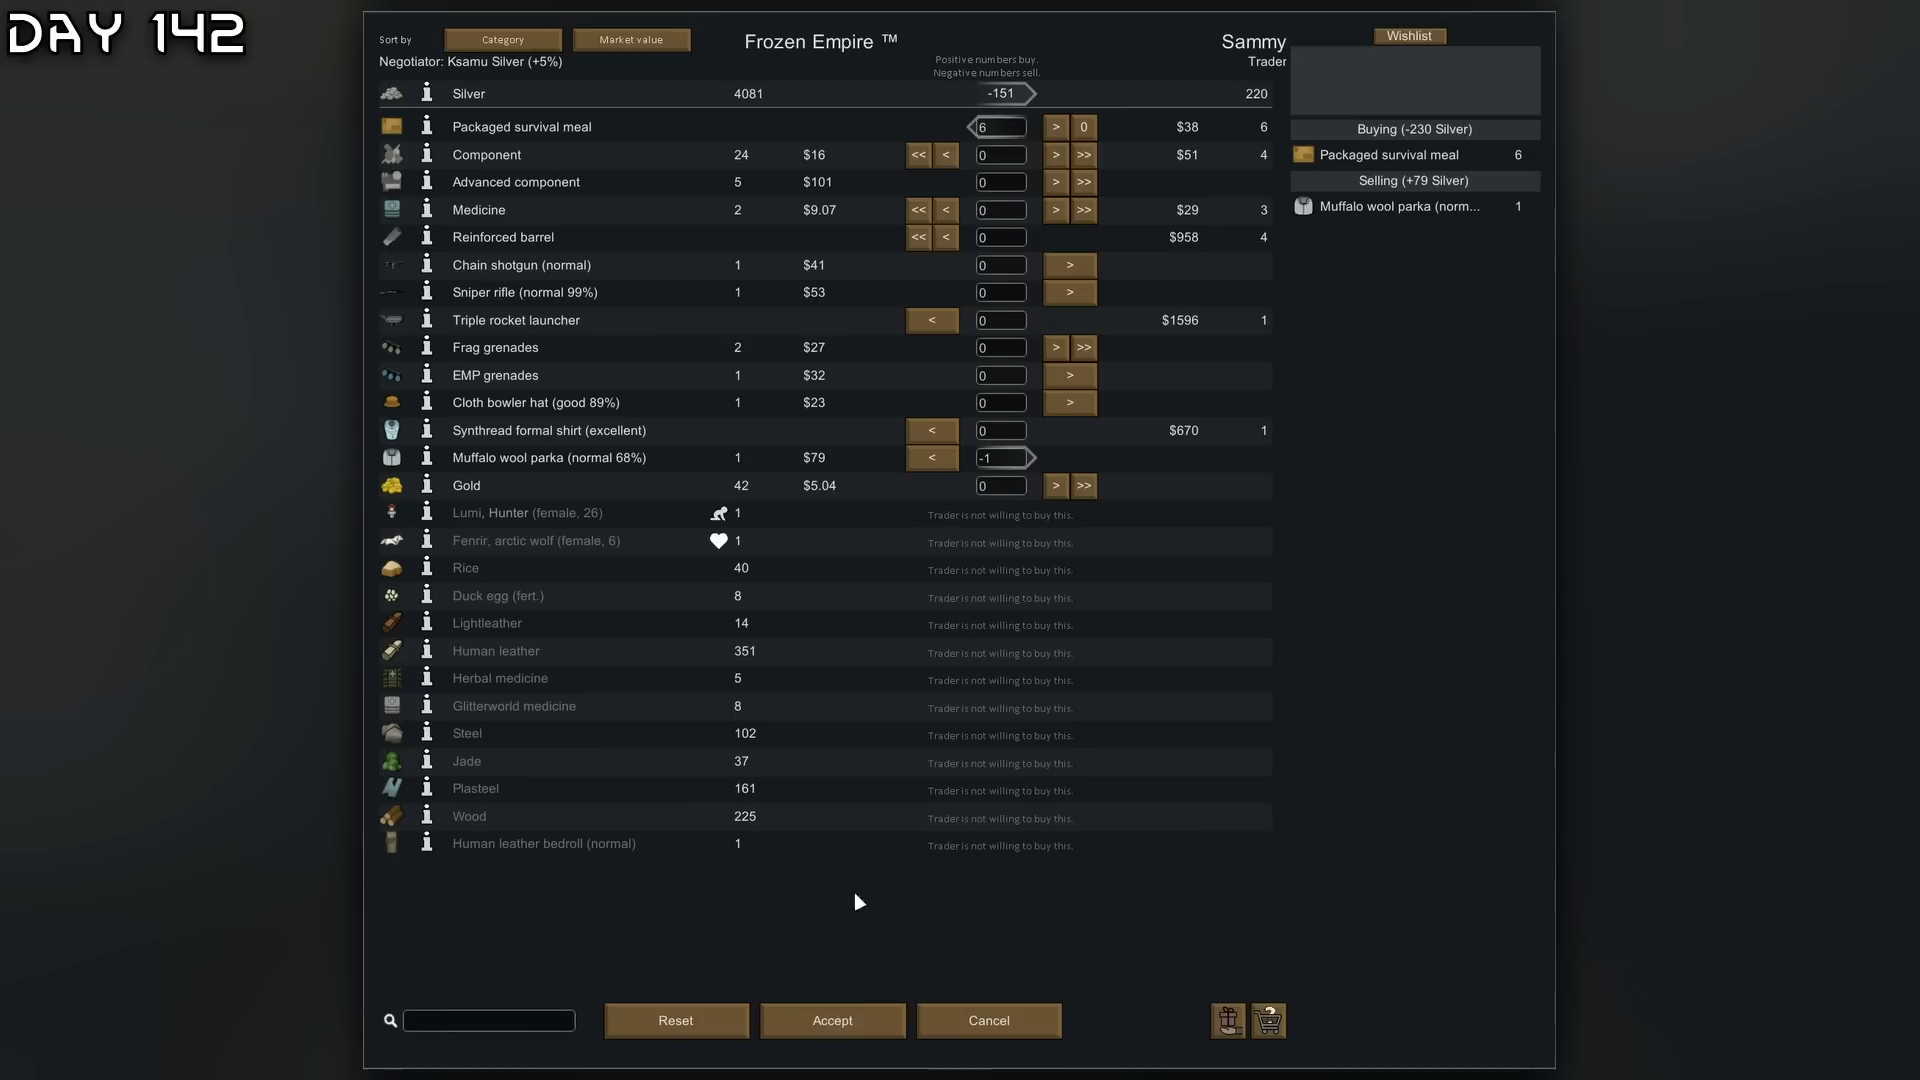 DAY 142
Sort by Category Market value Frozen Empire ™ Sammy Wishlist
Negotiator: Ksamu Silver (+5%) Positive numbers buy. Trader
Negative numbers sell.
Silver 4081 -151 220
Packaged survival meal 6 > 0 $38 6
Component 24 $16 << < 0 > >> $51 4
Advanced component 5 $101 0 > >>
Medicine 2 $9.07 << < 0 > >> $29 3
Reinforced barrel << < 0 $958 4
Chain shotgun (normal) 1 $41 0 >
Sniper rifle (normal 99%) 1 $53 0 >
Triple rocket launcher < 0 $1596 1
Frag grenades 2 $27 0 > >>
EMP grenades 1 $32 0 >
Cloth bowler hat (good 89%) 1 $23 0 >
Synthread formal shirt (excellent) < 0 $670 1
Muffalo wool parka (normal 68%) 1 $79 < -1
Gold 42 $5.04 0 > >>
Lumi, Hunter (female, 26) 1 Trader is not willing to buy this.
Fenrir, arctic wolf (female, 6) 1 Trader is not willing to buy this.
Rice 40 Trader is not willing to buy this.
Duck egg (fert.) 8 Trader is not willing to buy this.
Lightleather 14 Trader is not willing to buy this.
Human leather 351 Trader is not willing to buy this.
Herbal medicine 5 Trader is not willing to buy this.
Glitterworld medicine 8 Trader is not willing to buy this.
Steel 102 Trader is not willing to buy this.
Jade 37 Trader is not willing to buy this.
Plasteel 161 Trader is not willing to buy this.
Wood 225 Trader is not willing to buy this.
Human leather bedroll (normal) 1 Trader is not willing to buy this.
Buying (-230 Silver)
Packaged survival meal 6
Selling (+79 Silver)
Muffalo wool parka (norm... 1
Reset Accept Cancel